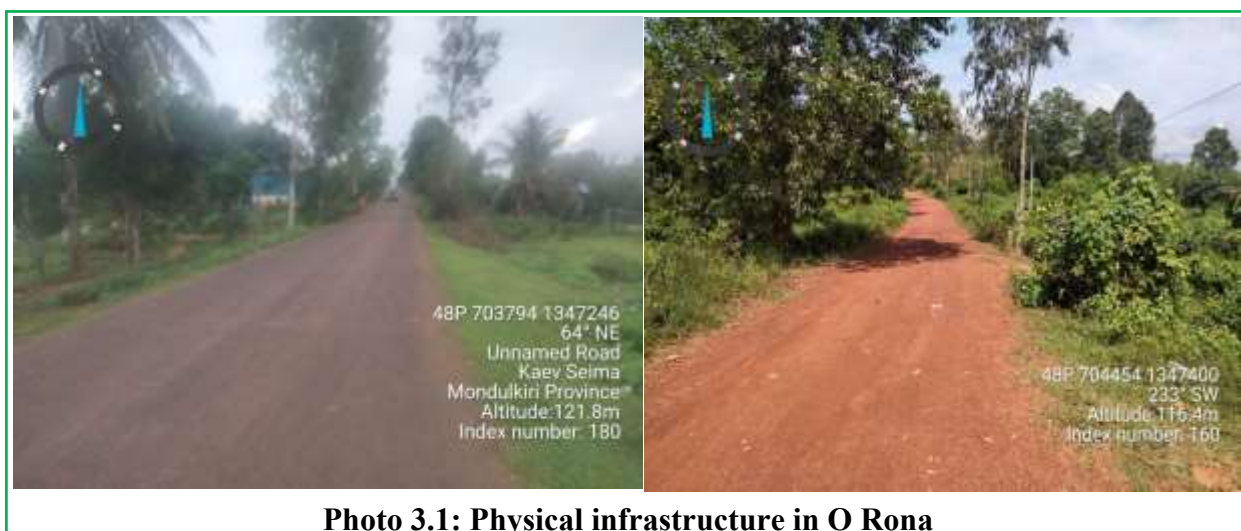 48P 703794 1347246
64° NE
Unnamed Road
Kaev Seima
Mondulkiri Province
Altitude:121.8m
Index number: 180
48P 704454 1347400
233° SW
Altitude:116.4m
Index number: 160
Photo 3.1: Physical infrastructure in O Rona